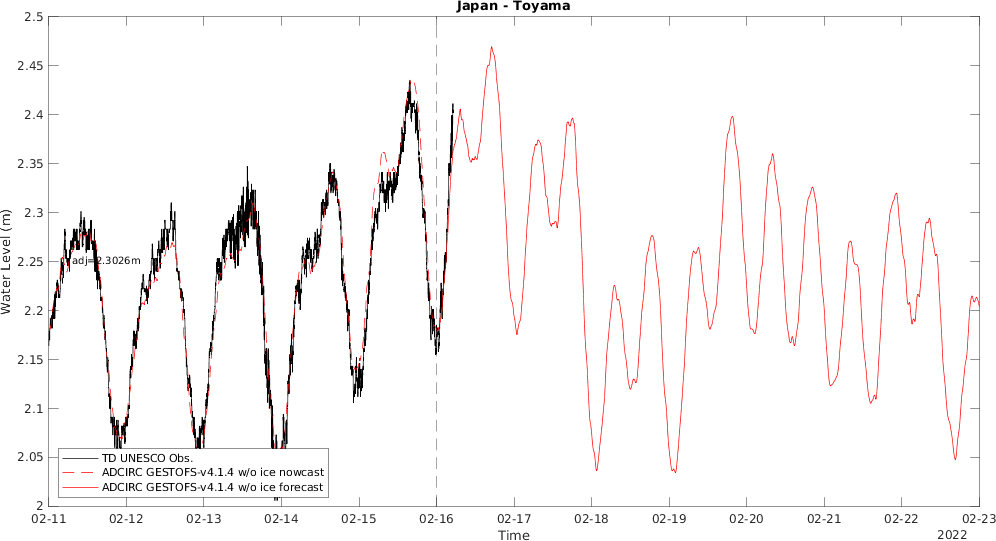 Japan - Toyama
2.5
2.45
2.4
2.35
2.3
2.25
2.2
2.15
2.1
2.05
2
Water Level (m)
adj=2.3026m
TD UNESCO Obs.
ADCIRC GESTOFS-v4.1.4 w/o ice nowcast
ADCIRC GESTOFS-v4.1.4 w/o ice forecast
02-11 02-12 02-13 02-14 02-15 02-16 02-17 02-18 02-19 02-20 02-21 02-22 02-23
Time
2022